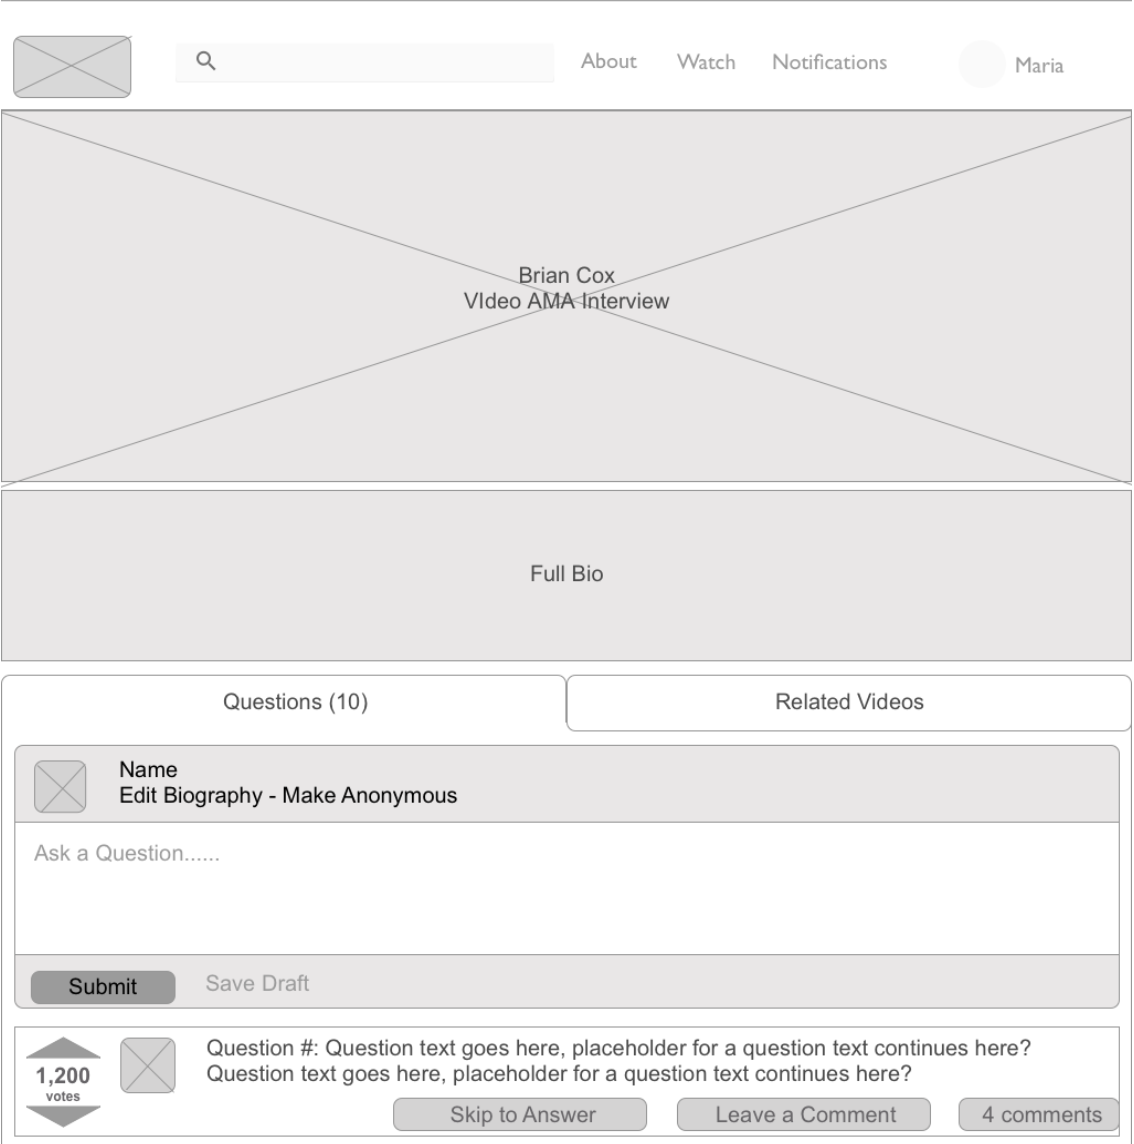 About Watch Notifications Maria
Brian Cox
VIdeo AMA Interview
Full Bio
Questions (10) Related Videos
Name
Edit Biography - Make Anonymous
Ask a Question......
Submit Save Draft
Question #: Question text goes here, placeholder for a question text continues here?
Question text goes here, placeholder for a question text continues here?
1,200
votes
Skip to Answer Leave a Comment 4 comments